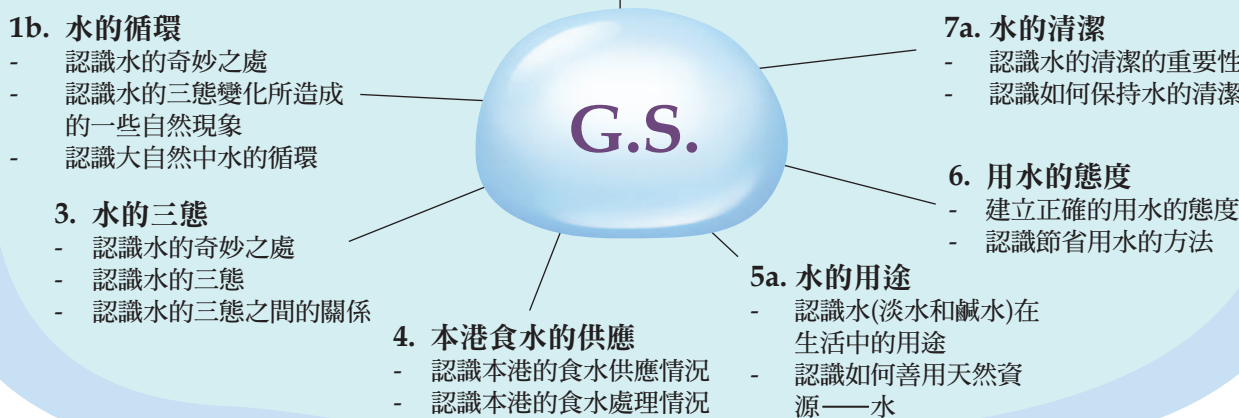 1b. 水的循環
- 認識水的奇妙之處
- 認識水的三態變化所造成
的一些自然現象
- 認識大自然中水的循環
3. 水的三態
- 認識水的奇妙之處
- 認識水的三態
- 認識水的三態之間的關係
G.S.
4. 本港食水的供應
- 認識本港的食水供應情況
- 認識本港的食水處理情況
5a. 水的用途
- 認識水(淡水和鹹水)在
生活中的用途
- 認識如何善用天然資
源——水
7a. 水的清潔
- 認識水的清潔的重要性
- 認識如何保持水的清潔
6. 用水的態度
- 建立正確的用水的態度
- 認識節省用水的方法